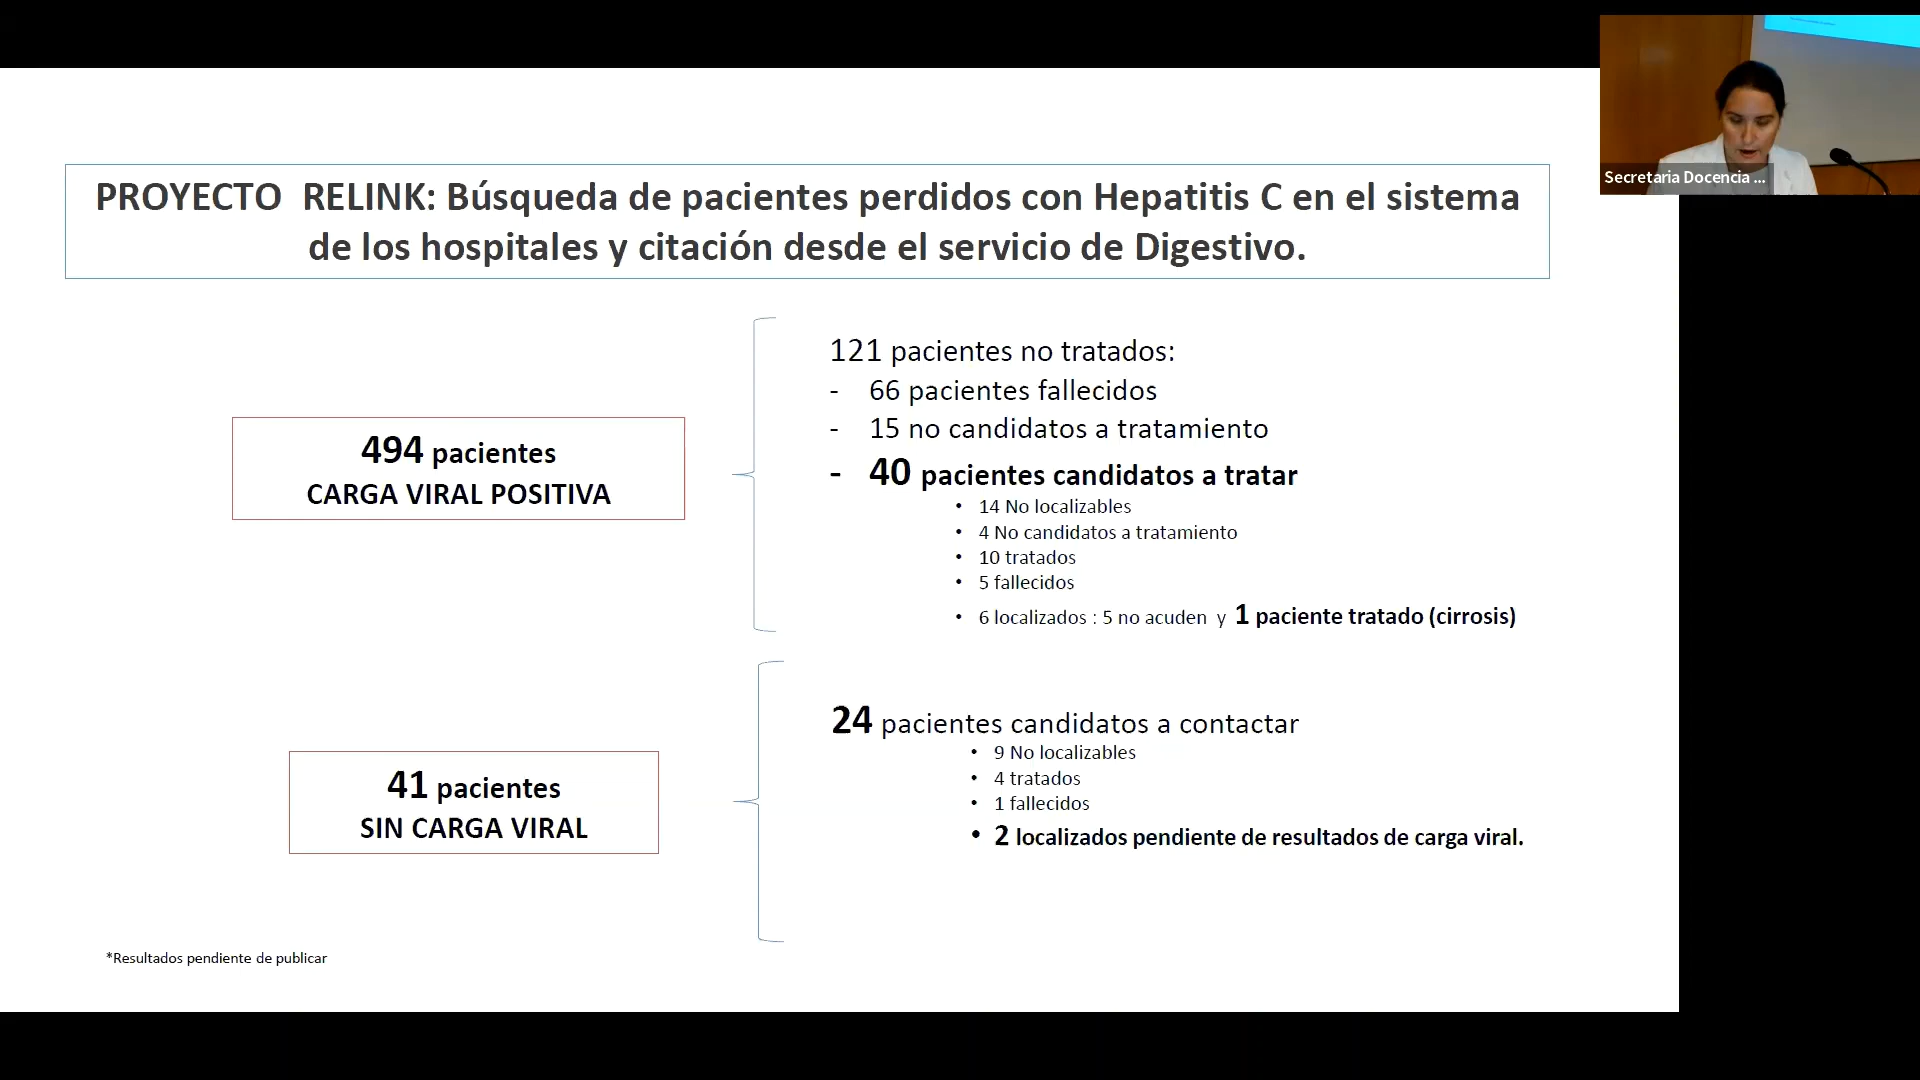 PROYECTO RELINK: Búsqueda de pacientes perdidos con Hepatitis C en el sistema
de los hospitales y citación desde el servicio de Digestivo.
494 pacientes
CARGA VIRAL POSITIVA
121 pacientes no tratados:
- 66 pacientes fallecidos
- 15 no candidatos a tratamiento
- 40 pacientes candidatos a tratar
• 14 No localizables
• 4 No candidatos a tratamiento
• 10 tratados
• 5 fallecidos
• 6 localizados : 5 no acuden y 1 paciente tratado (cirrosis)
41 pacientes
SIN CARGA VIRAL
24 pacientes candidatos a contactar
• 9 No localizables
• 4 tratados
• 1 fallecidos
• 2 localizados pendiente de resultados de carga viral.
*Resultados pendiente de publicar
Secretaria Docencia ...